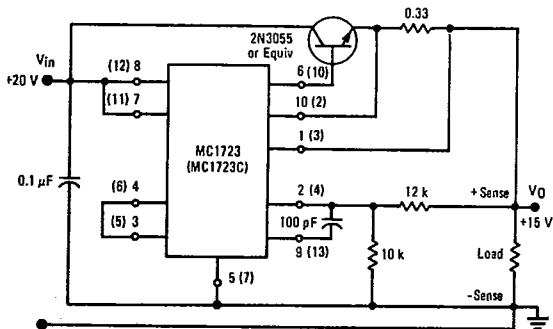 2N3055
or Equiv
0.33
Vin
+20 V
(12) 8
(11) 7
6 (10)
10 (2)
1 (3)
MC1723
(MC1723C)
0.1 µF
(6) 4
(5) 3
2 (4)
100 pF
9 (13)
12 k
10 k
+Sense
VO
+15 V
Load
5 (7)
-Sense